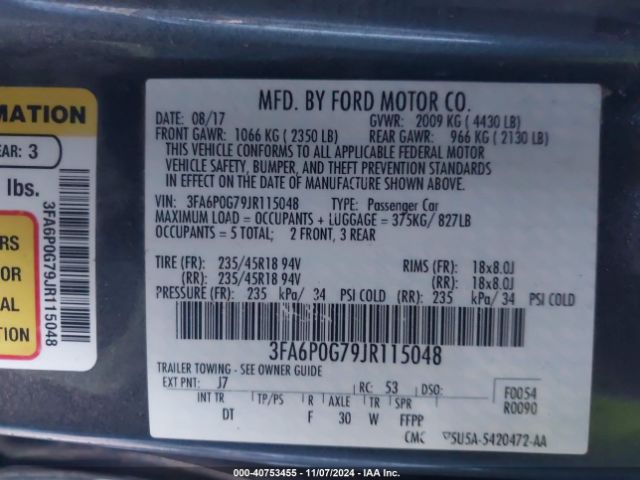 RMATION
EAR: 3
lbs.
RS
OR
AL
TION
3FA6P0G79JR115048
MFD. BY FORD MOTOR CO.
DATE: 08/17 GVWR: 2009 KG ( 4430 LB)
FRONT GAWR: 1066 KG ( 2350 LB) REAR GAWR: 966 KG ( 2130 LB)
THIS VEHICLE CONFORMS TO ALL APPLICABLE FEDERAL MOTOR
VEHICLE SAFETY, BUMPER, AND THEFT PREVENTION STANDARDS
IN EFFECT ON THE DATE OF MANUFACTURE SHOWN ABOVE.
VIN: 3FA6P0G79JR115048 TYPE: Passenger Car
MAXIMUM LOAD = OCCUPANTS + LUGGAGE = 375KG/ 827LB
OCCUPANTS = 5 TOTAL: 2 FRONT, 3 REAR
TIRE (FR): 235/45R18 94V RIMS (FR): 18x8.0J
(RR): 235/45R18 94V (RR): 18x8.0J
PRESSURE (FR): 235 kPa/ 34 PSI COLD (RR): 235 kPa/ 34 PSI COLD
3FA6P0G79JR115048
TRAILER TOWING - SEE OWNER GUIDE
EXT PNT: J7 RC: 53 DSO: F0054
INT TR TP/PS R AXLE TR SPR R0090
DT F 30 W FFPP
CMC 5U5A-5420472-AA
000-40753455 - 11/07/2024 - IAA Inc.